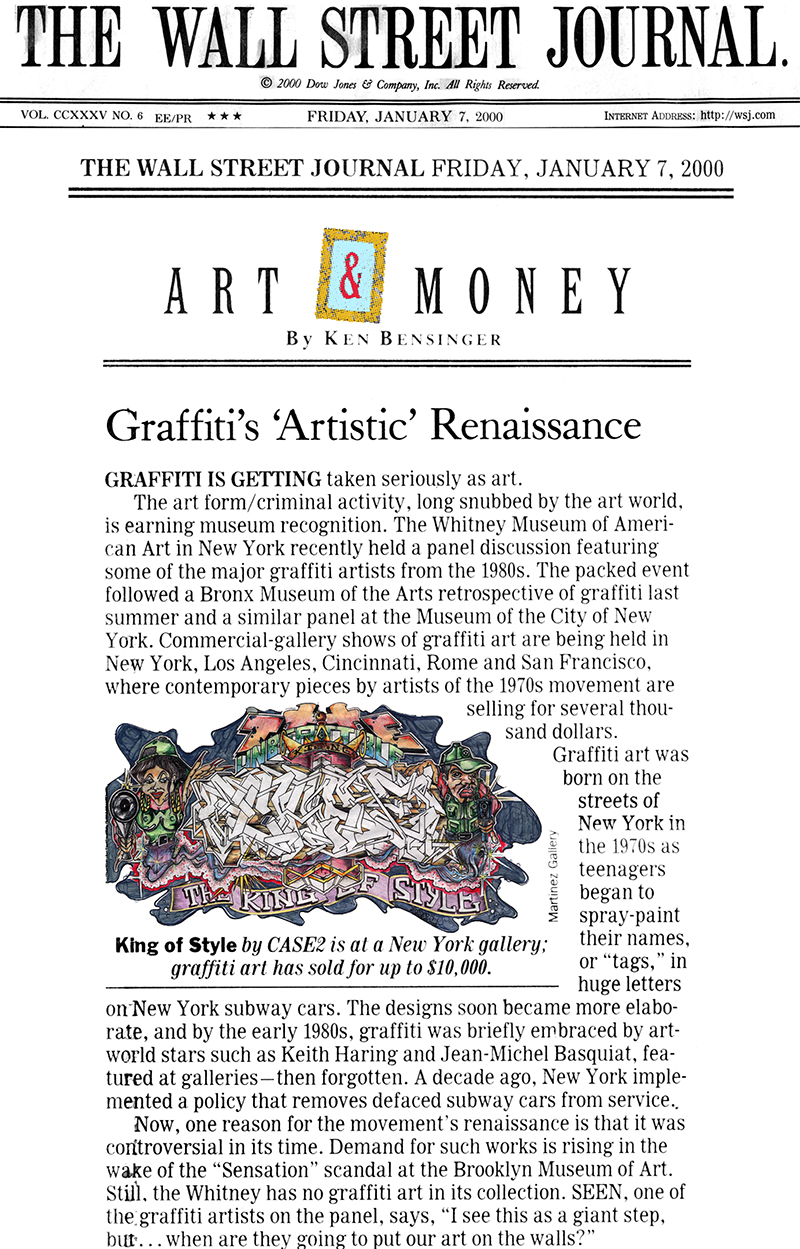 THE WALL STREET JOURNAL.
© 2000 Dow Jones & Company, Inc. All Rights Reserved.
VOL. CCXXXV NO. 6 EE/PR ★★★ FRIDAY, JANUARY 7, 2000 INTERNET ADDRESS: http://wsj.com
THE WALL STREET JOURNAL FRIDAY, JANUARY 7, 2000
ART & MONEY
By KEN BENSINGER
Graffiti's ‘Artistic’ Renaissance
GRAFFITI IS GETTING taken seriously as art.
The art form/criminal activity, long snubbed by the art world,
is earning museum recognition. The Whitney Museum of Ameri-
can Art in New York recently held a panel discussion featuring
some of the major graffiti artists from the 1980s. The packed event
followed a Bronx Museum of the Arts retrospective of graffiti last
summer and a similar panel at the Museum of the City of New
York. Commercial-gallery shows of graffiti art are being held in
New York, Los Angeles, Cincinnati, Rome and San Francisco,
where contemporary pieces by artists of the 1970s movement are
selling for several thou-
sand dollars.
Graffiti art was
born on the
streets of
New York in
the 1970s as
teenagers
began to
spray-paint
their names,
or “tags,” in
huge letters
THE KING OF STYLE
Martinez Gallery
King of Style by CASE2 is at a New York gallery;
graffiti art has sold for up to $10,000.
on New York subway cars. The designs soon became more elabo-
rate, and by the early 1980s, graffiti was briefly embraced by art-
world stars such as Keith Haring and Jean-Michel Basquiat, fea-
tured at galleries—then forgotten. A decade ago, New York imple-
mented a policy that removes defaced subway cars from service.
Now, one reason for the movement's renaissance is that it was
controversial in its time. Demand for such works is rising in the
wake of the “Sensation” scandal at the Brooklyn Museum of Art.
Still, the Whitney has no graffiti art in its collection. SEEN, one of
the graffiti artists on the panel, says, “I see this as a giant step,
but . . . when are they going to put our art on the walls?”